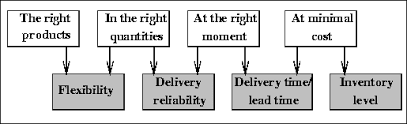 The right
products
In the right
quantities
At the right
moment
At minimal
cost
Flexibility
Delivery
reliability
Delivery time/
lead time
Inventory
level